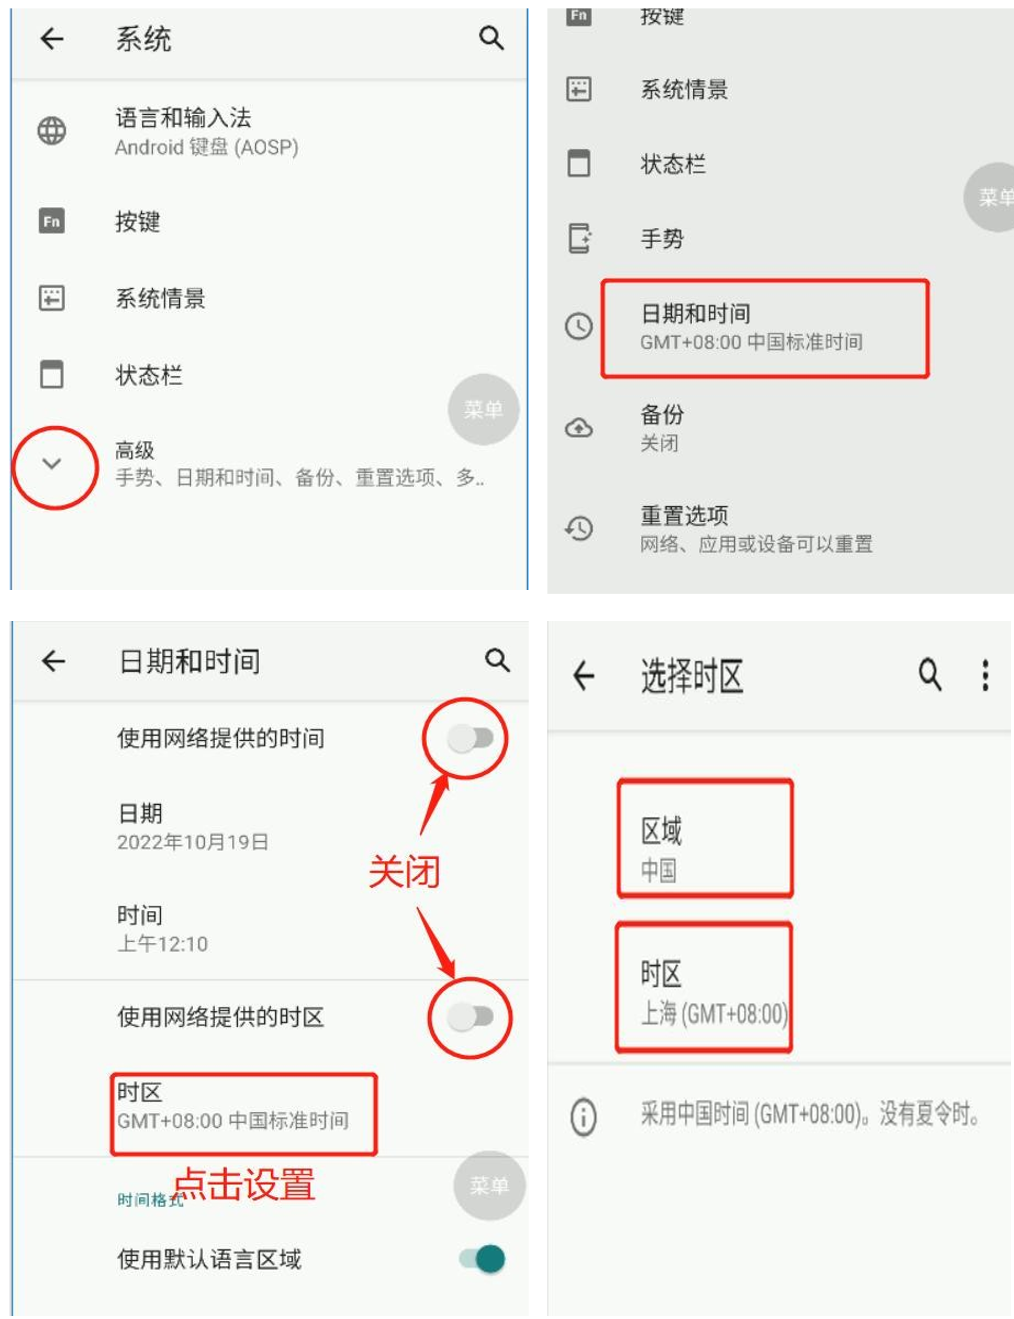 系统
语言和输入法
Android 键盘 (AOSP)
Fn
按键
系统情景
状态栏
菜单
高级
手势、日期和时间、备份、重置选项、多..
Fn
按键
系统情景
状态栏
菜单
手势
日期和时间
GMT+08:00 中国标准时间
备份
关闭
重置选项
网络、应用或设备可以重置
日期和时间
使用网络提供的时间
日期
2022年10月19日
关闭
时间
上午12:10
使用网络提供的时区
时区
GMT+08:00 中国标准时间
点击设置
菜单
时间格式
使用默认语言区域
选择时区
区域
中国
时区
上海 (GMT+08:00)
采用中国时间 (GMT+08:00)。没有夏令时。